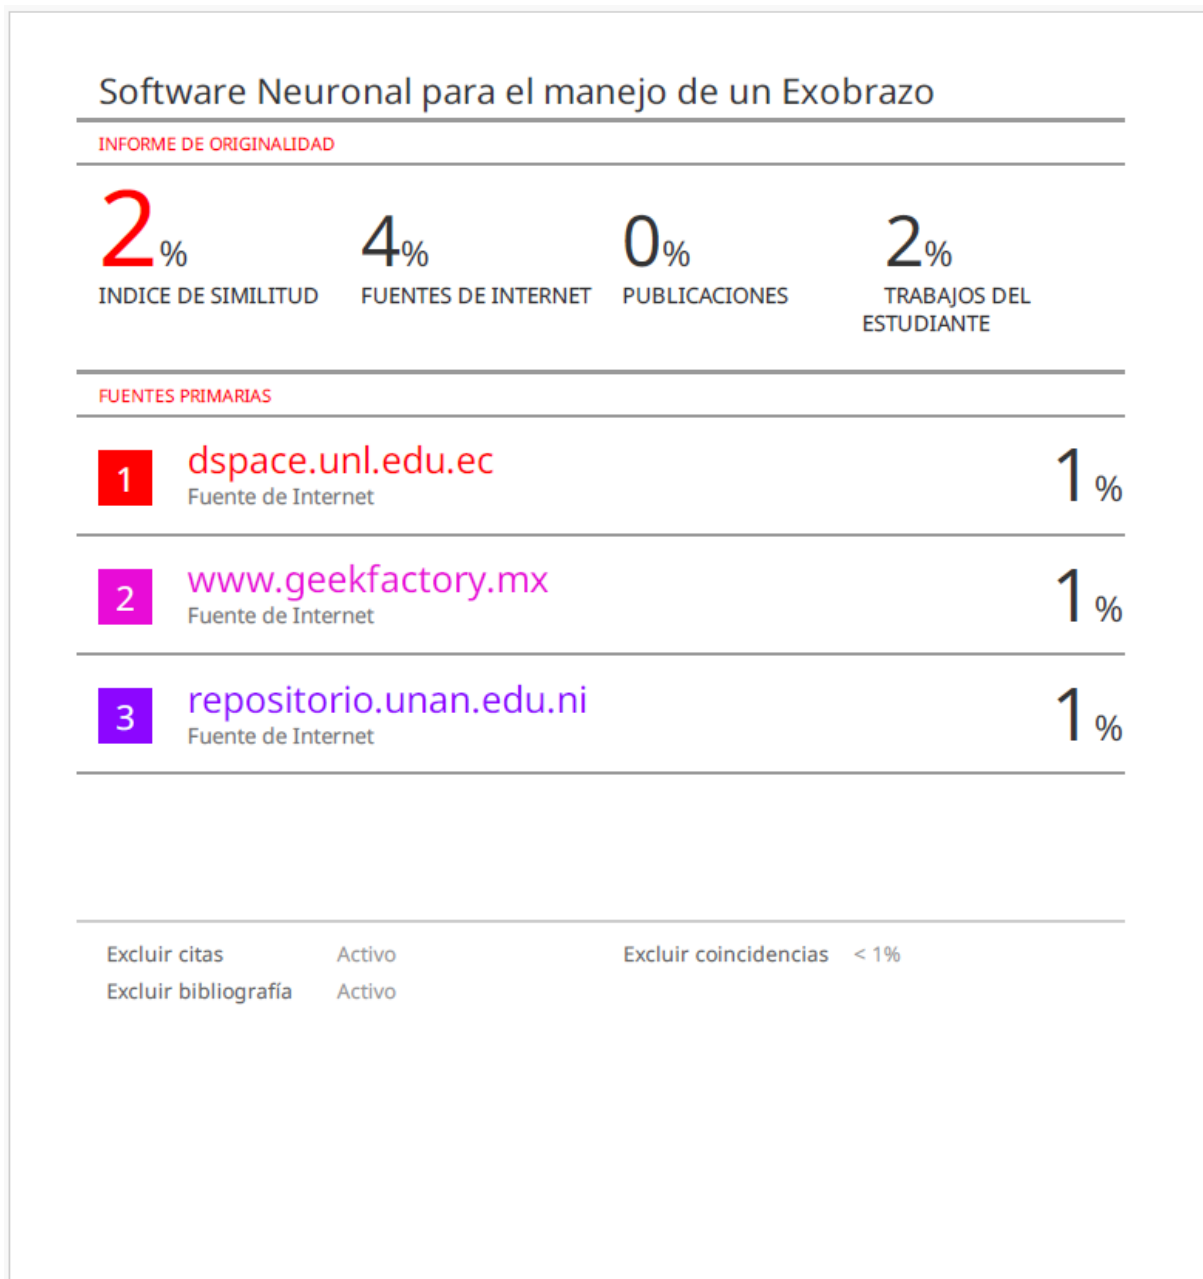 Software Neuronal para el manejo de un Exobrazo
INFORME DE ORIGINALIDAD
2% 4% 0% 2%
INDICE DE SIMILITUD FUENTES DE INTERNET PUBLICACIONES TRABAJOS DEL
ESTUDIANTE
FUENTES PRIMARIAS
1 dspace.unl.edu.ec 1%
Fuente de Internet
2 www.geekfactory.mx 1%
Fuente de Internet
3 repositorio.unan.edu.ni 1%
Fuente de Internet
Excluir citas Activo Excluir coincidencias < 1%
Excluir bibliografía Activo